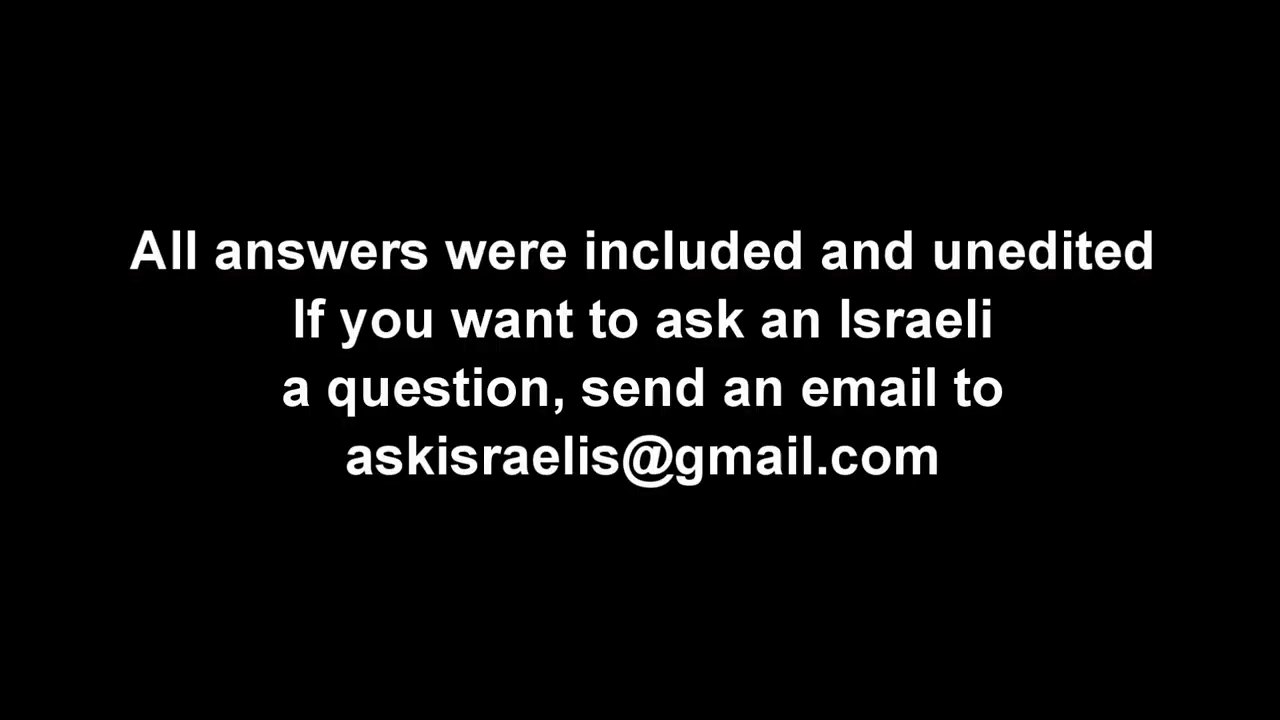 All answers were included and unedited
If you want to ask an Israeli
a question, send an email to
askisraelis@gmail.com